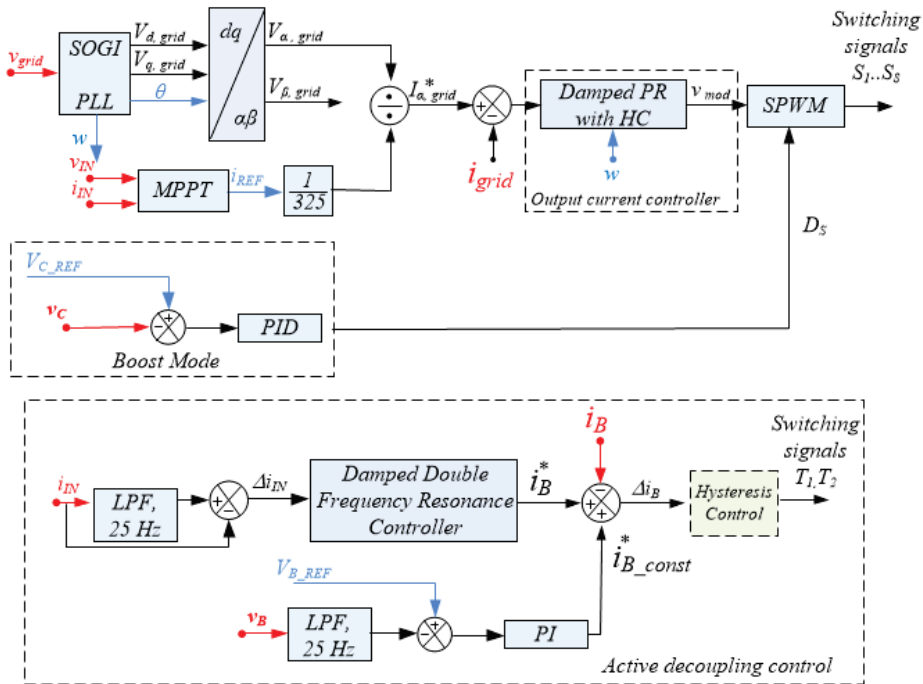 Switching
signals
S1..S8
vgrid
SOGI
PLL
Vd, grid
Vq, grid
θ
dq
αβ
Vα, grid
Vβ, grid
÷
I*α, grid
+
-
Damped PR
with HC
vmod
SPWM
w
vIN
iIN
MPPT
iREF
1
325
igrid
w
Output current controller
DS
VC_REF
vC
-
+
PID
Boost Mode
iB
Switching
signals
T1,T2
iIN
LPF,
25 Hz
+
-
ΔiIN
Damped Double
Frequency Resonance
Controller
i*B
-
+
+
ΔiB
Hysteresis
Control
i*B_const
VB_REF
vB
LPF,
25 Hz
-
+
PI
Active decoupling control